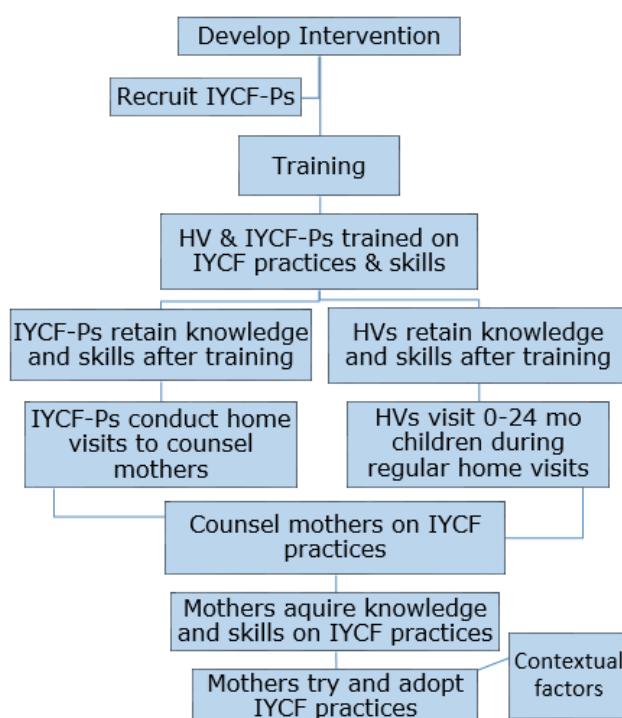 Develop Intervention
Recruit IYCF-Ps
Training
HV & IYCF-Ps trained on
IYCF practices & skills
IYCF-Ps retain knowledge
and skills after training
HVs retain knowledge
and skills after training
IYCF-Ps conduct home
visits to counsel
mothers
HVs visit 0-24 mo
children during
regular home visits
Counsel mothers on IYCF
practices
Mothers aquire knowledge
and skills on IYCF practices
Mothers try and adopt
IYCF practices
Contextual
factors